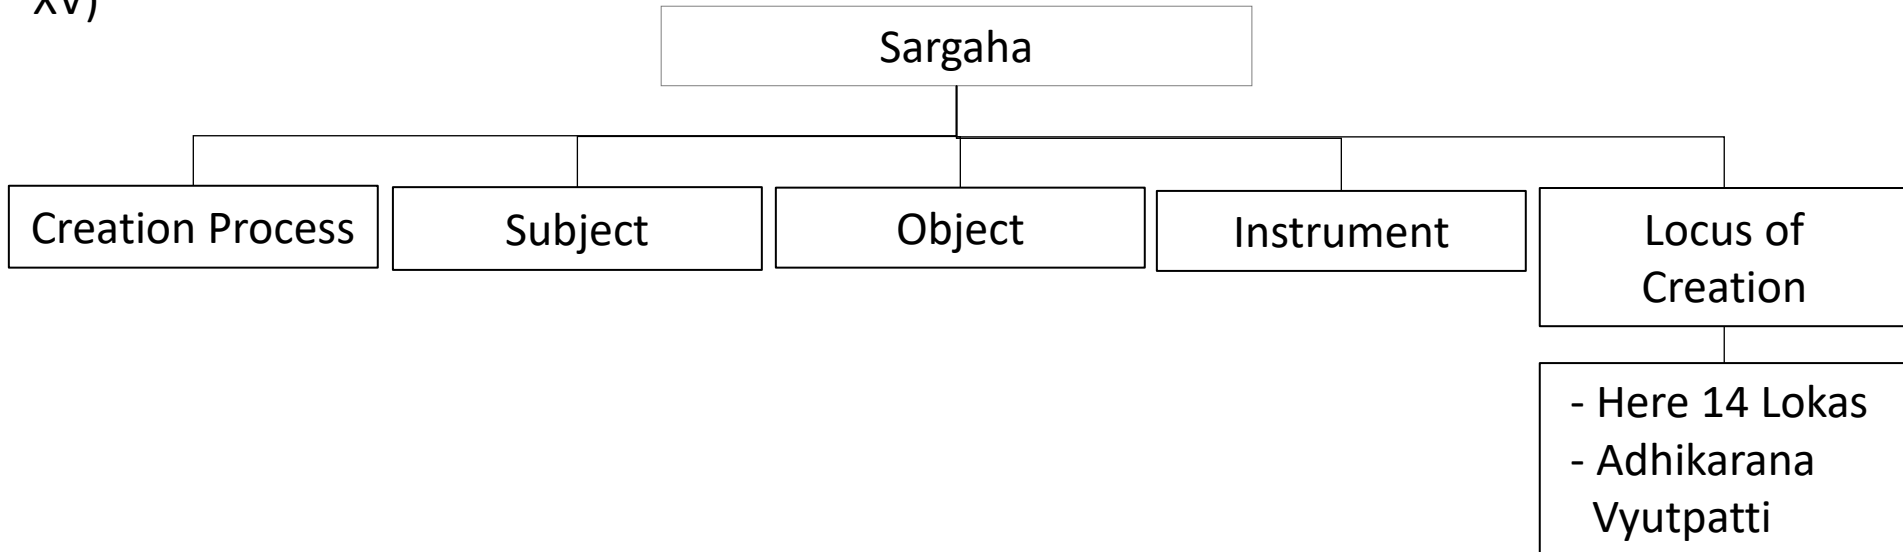 XV)
Sargaha
Creation Process
Subject
Object
Instrument
Locus of
Creation
- Here 14 Lokas
- Adhikarana
Vyutpatti